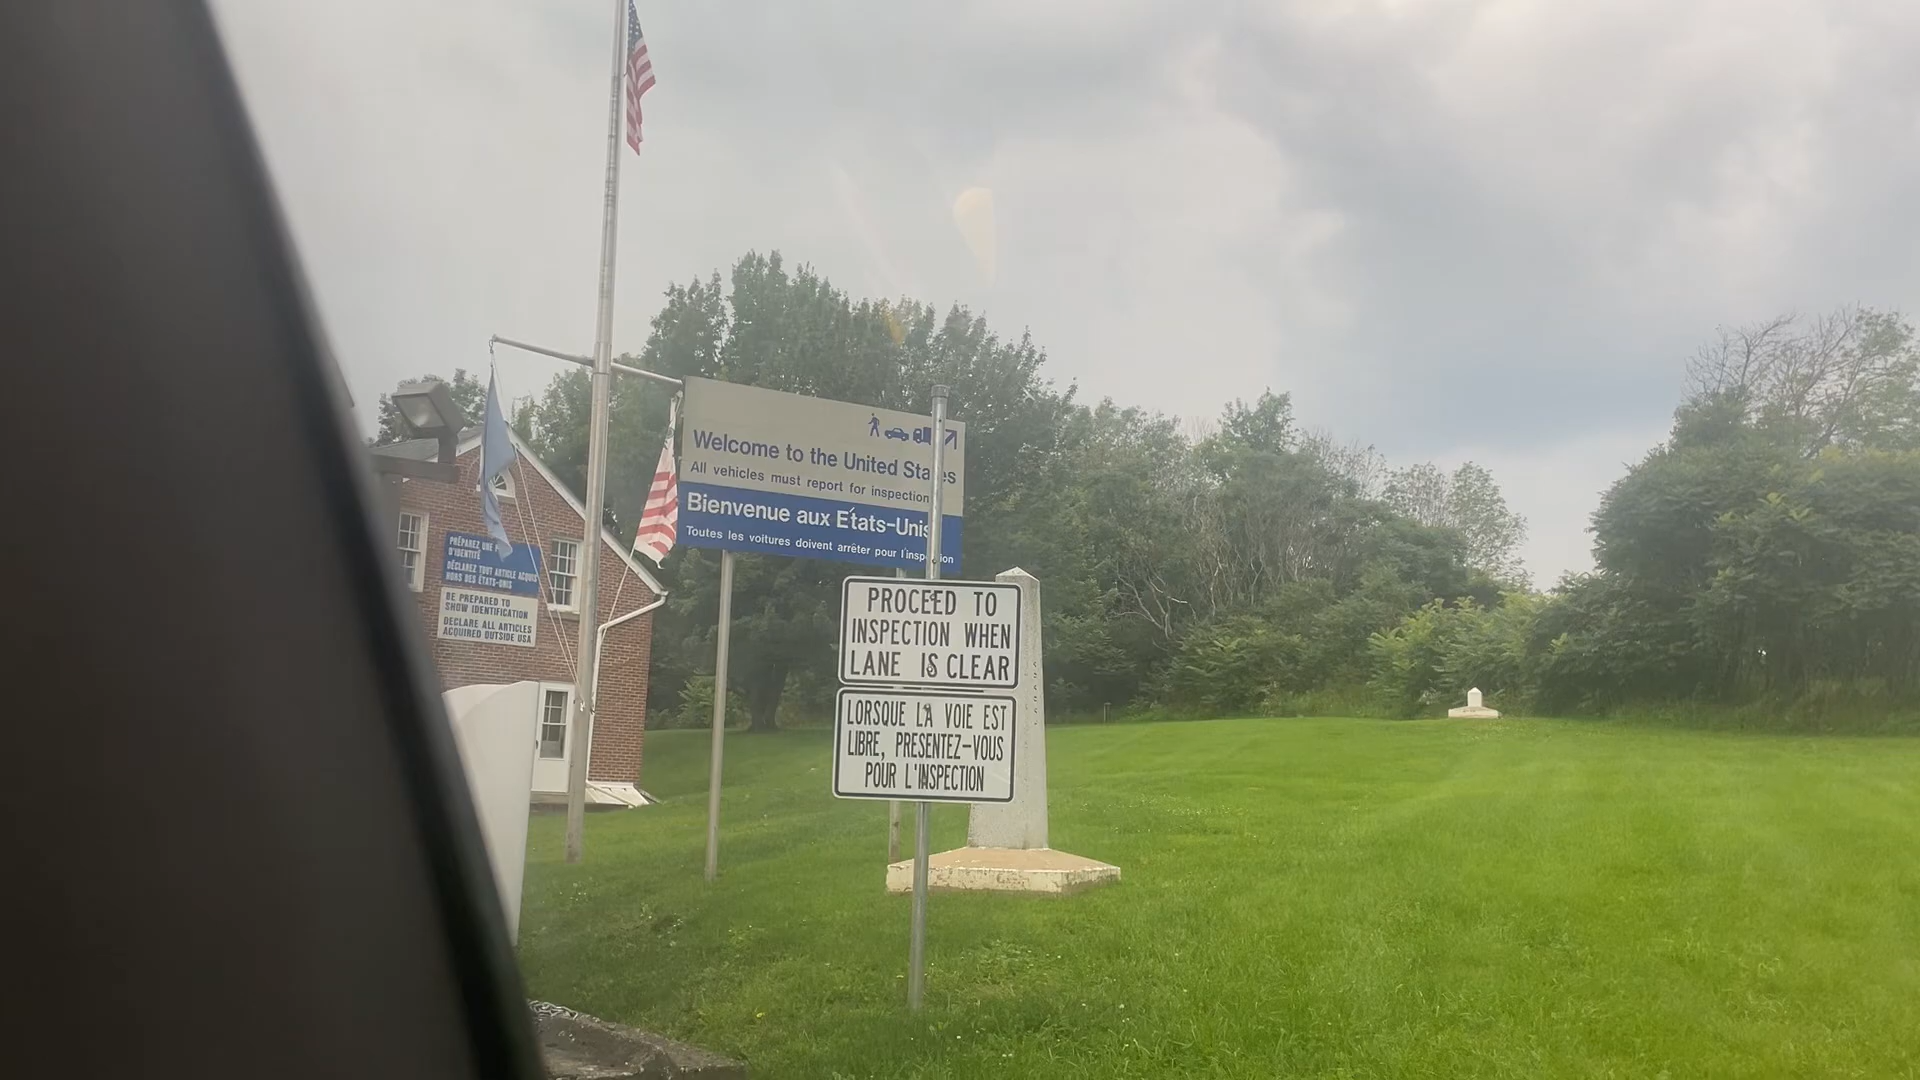 Welcome to the United States
All vehicles must report for inspection
Bienvenue aux États-Unis
Toutes les voitures doivent arrêter pour l'inspection
PRÉPAREZ UNE
D'IDENTITÉ
DÉCLAREZ TOUT ARTICLE ACQUIS
HORS DES ÉTATS-UNIS
BE PREPARED TO
SHOW IDENTIFICATION
DECLARE ALL ARTICLES
ACQUIRED OUTSIDE USA
PROCEED TO
INSPECTION WHEN
LANE IS CLEAR
LORSQUE LA VOIE EST
LIBRE, PRESENTEZ-VOUS
POUR L'INSPECTION